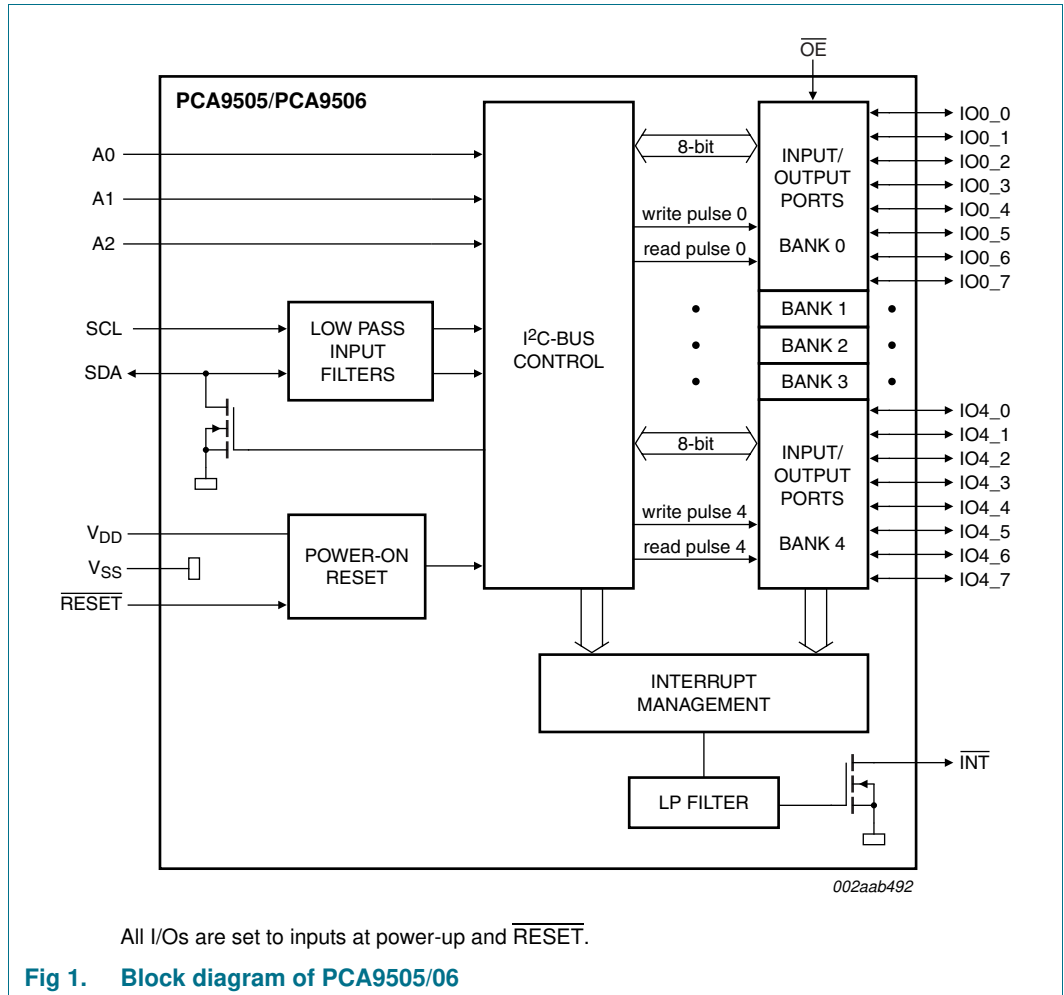 OE
PCA9505/PCA9506
A0
A1
A2
SCL
SDA
LOW PASS
INPUT
FILTERS
VDD
VSS
RESET
POWER-ON
RESET
I2C-BUS
CONTROL
8-bit
write pulse 0
read pulse 0
8-bit
write pulse 4
read pulse 4
INPUT/
OUTPUT
PORTS
BANK 0
BANK 1
BANK 2
BANK 3
INPUT/
OUTPUT
PORTS
BANK 4
IO0_0
IO0_1
IO0_2
IO0_3
IO0_4
IO0_5
IO0_6
IO0_7
IO4_0
IO4_1
IO4_2
IO4_3
IO4_4
IO4_5
IO4_6
IO4_7
INTERRUPT
MANAGEMENT
LP FILTER
INT
002aab492
All I/Os are set to inputs at power-up and RESET.
Fig 1. Block diagram of PCA9505/06